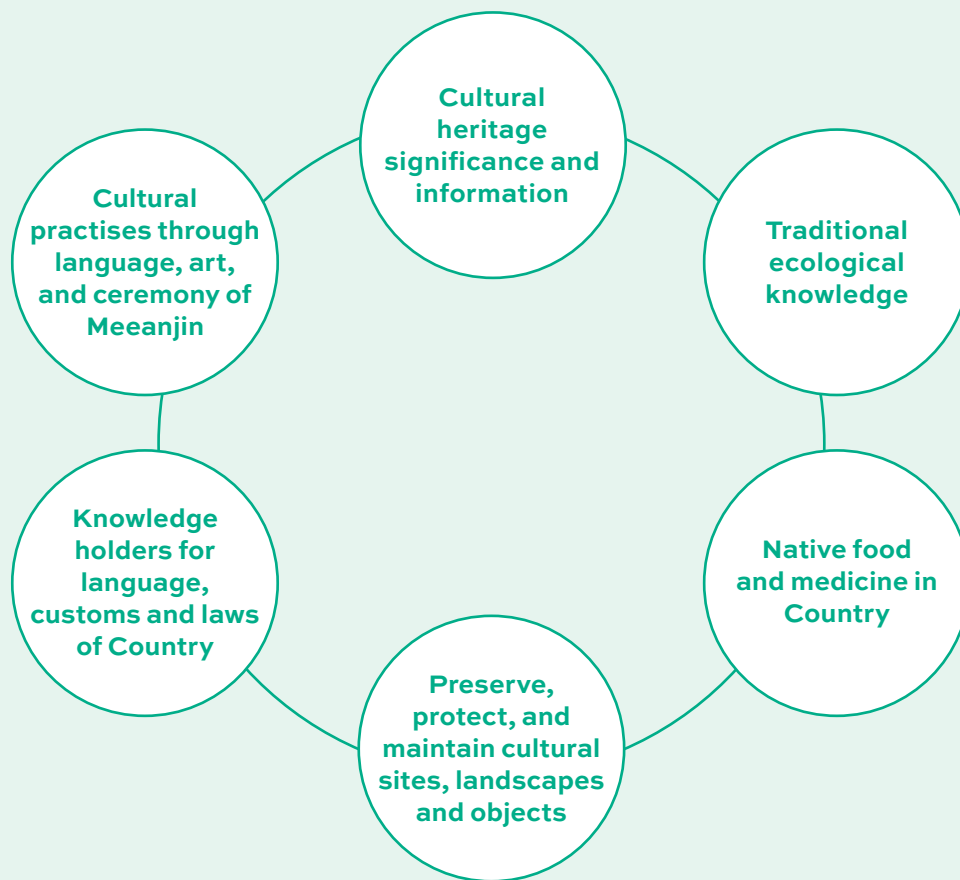 Cultural
heritage
significance and
information
Traditional
ecological
knowledge
Native food
and medicine in
Country
Preserve,
protect, and
maintain cultural
sites, landscapes
and objects
Knowledge
holders for
language,
customs and laws
of Country
Cultural
practises through
language, art,
and ceremony of
Meeanjin